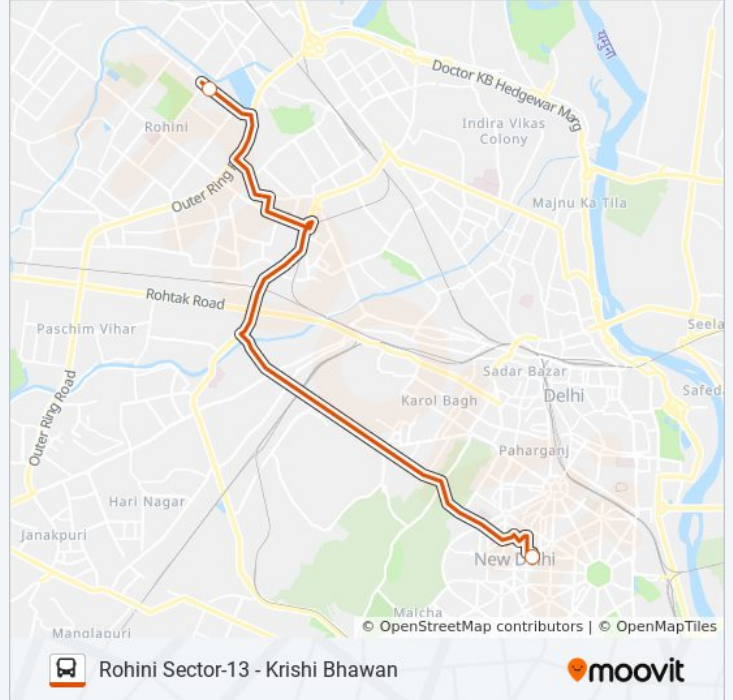 यमुना
Doctor KB Hedgewar Marg
Indira Vikas
Colony
Rohini
Outer Ring
Majnu Ka Tila
Rohtak Road
Paschim Vihar
Seela
Sadar Bazar
Delhi
Karol Bagh
Safed
Outer Ring Road
Paharganj
Hari Nagar
Janakpuri
New Delhi
Malcha
Manglapuri
© OpenStreetMap contributors | © OpenMapTiles
Rohini Sector-13 - Krishi Bhawan
moovit